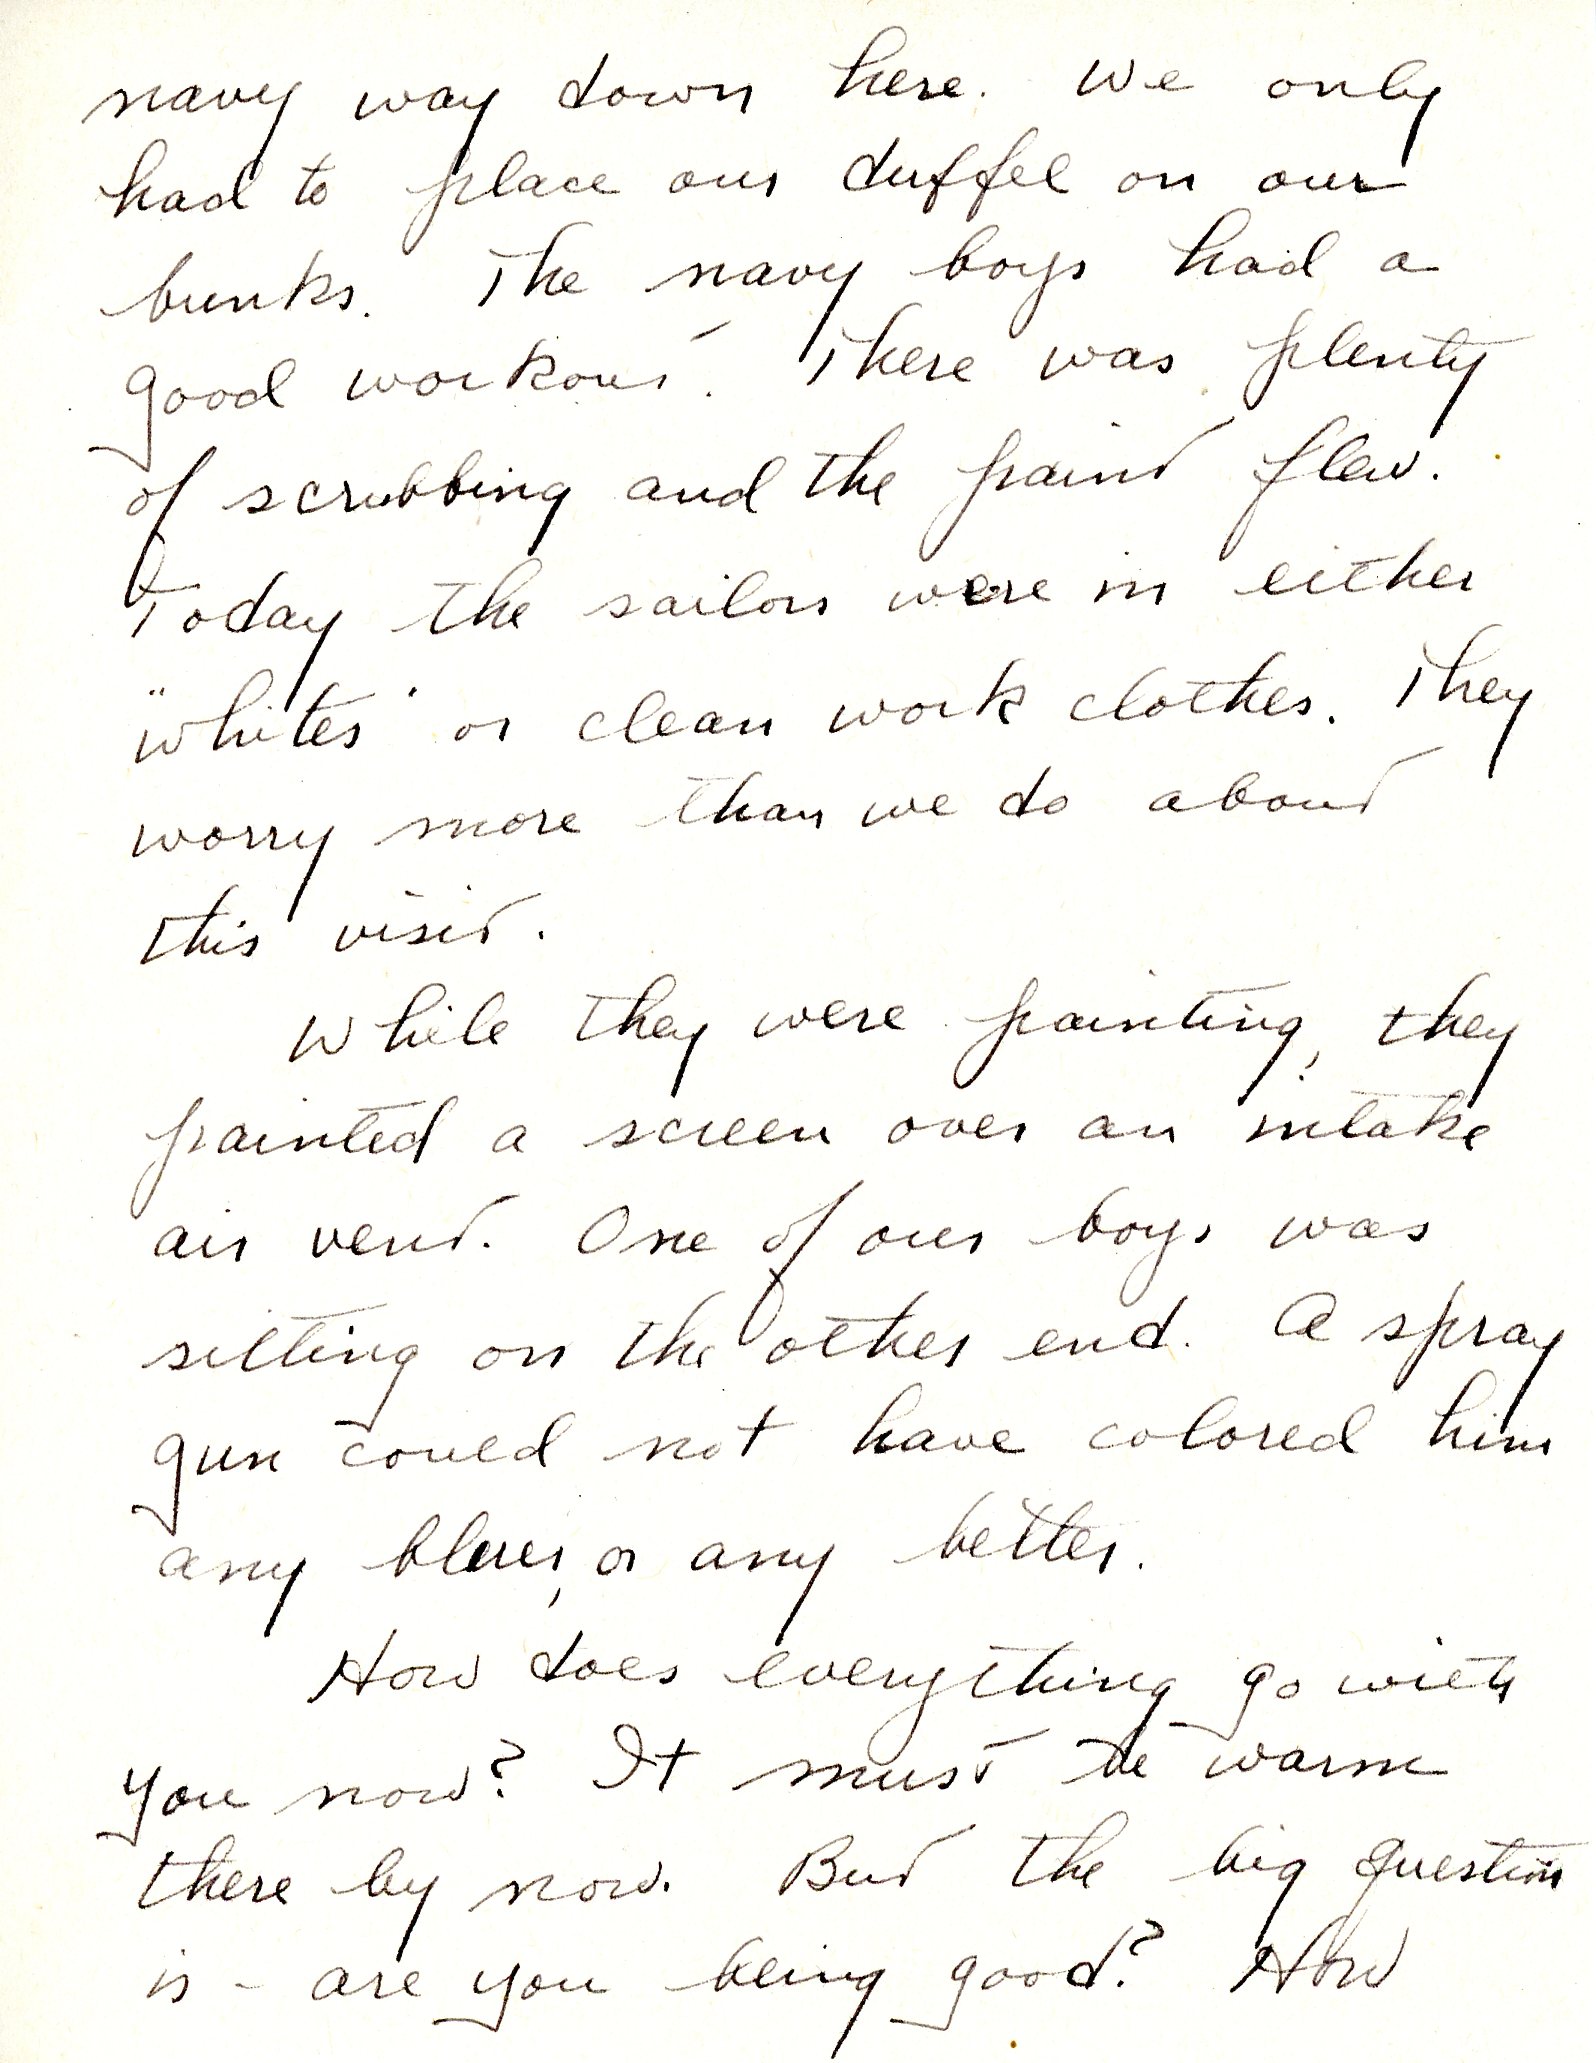 navy way down here. We only
had to place our duffel on our
bunks. The navy boys had a
good workout. There was plenty
of scrubbing and the paint flew.
Today the sailors were in either
"whites" or clean work clothes. They
worry more than we do about
this visit.
While they were painting, they
painted a screen over an intake
air vent. One of our boys was
sitting on the other end. A spray
gun could not have colored him
any bluer, or any better.
How does everything go with
you now? It must be warm
there by now. But the big question
is - are you being good? How